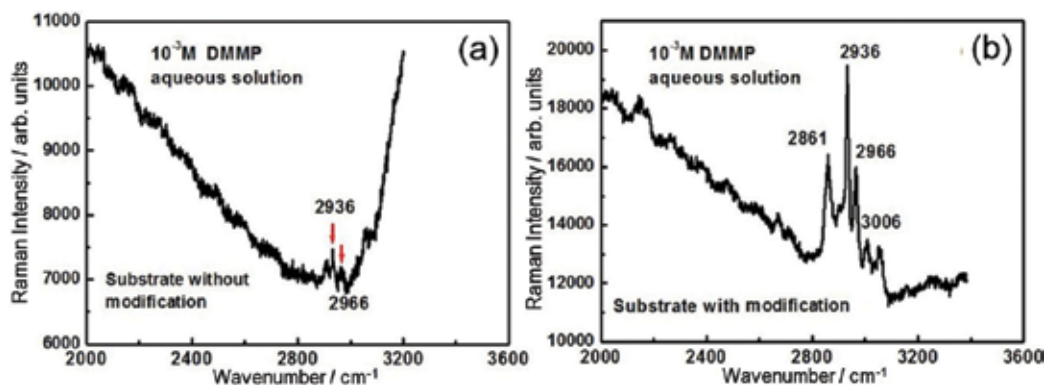 (a)
10⁻³M DMMP
aqueous solution
2936
2966
Substrate without
modification
Raman Intensity / arb. units
11000
10000
9000
8000
7000
6000
2000
2400
2800
3200
3600
Wavenumber / cm⁻¹
(b)
10⁻³M DMMP
aqueous solution
2936
2861
2966
3006
Substrate with modification
Raman Intensity / arb. units
20000
18000
16000
14000
12000
10000
2000
2400
2800
3200
3600
Wavenumber / cm⁻¹